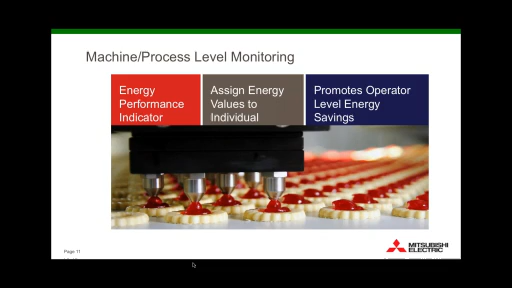 Machine/Process Level Monitoring
Energy
Performance
Indicator
Assign Energy
Values to
Individual
Promotes Operator
Level Energy
Savings
Page 11
MITSUBISHI
ELECTRIC